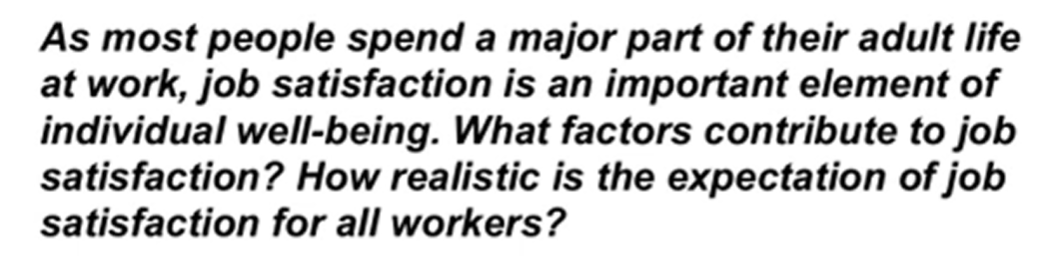 As most people spend a major part of their adult life
at work, job satisfaction is an important element of
individual well-being. What factors contribute to job
satisfaction? How realistic is the expectation of job
satisfaction for all workers?